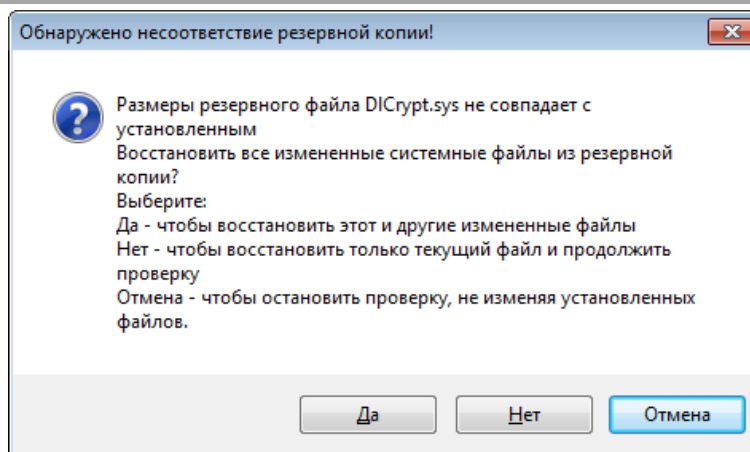 Обнаружено несоответствие резервной копии!
Размеры резервного файла DICrypt.sys не совпадает с
установленным
Восстановить все измененные системные файлы из резервной
копии?
Выберите:
Да - чтобы восстановить этот и другие измененные файлы
Нет - чтобы восстановить только текущий файл и продолжить
проверку
Отмена - чтобы остановить проверку, не изменяя установленных
файлов.
Да
Нет
Отмена